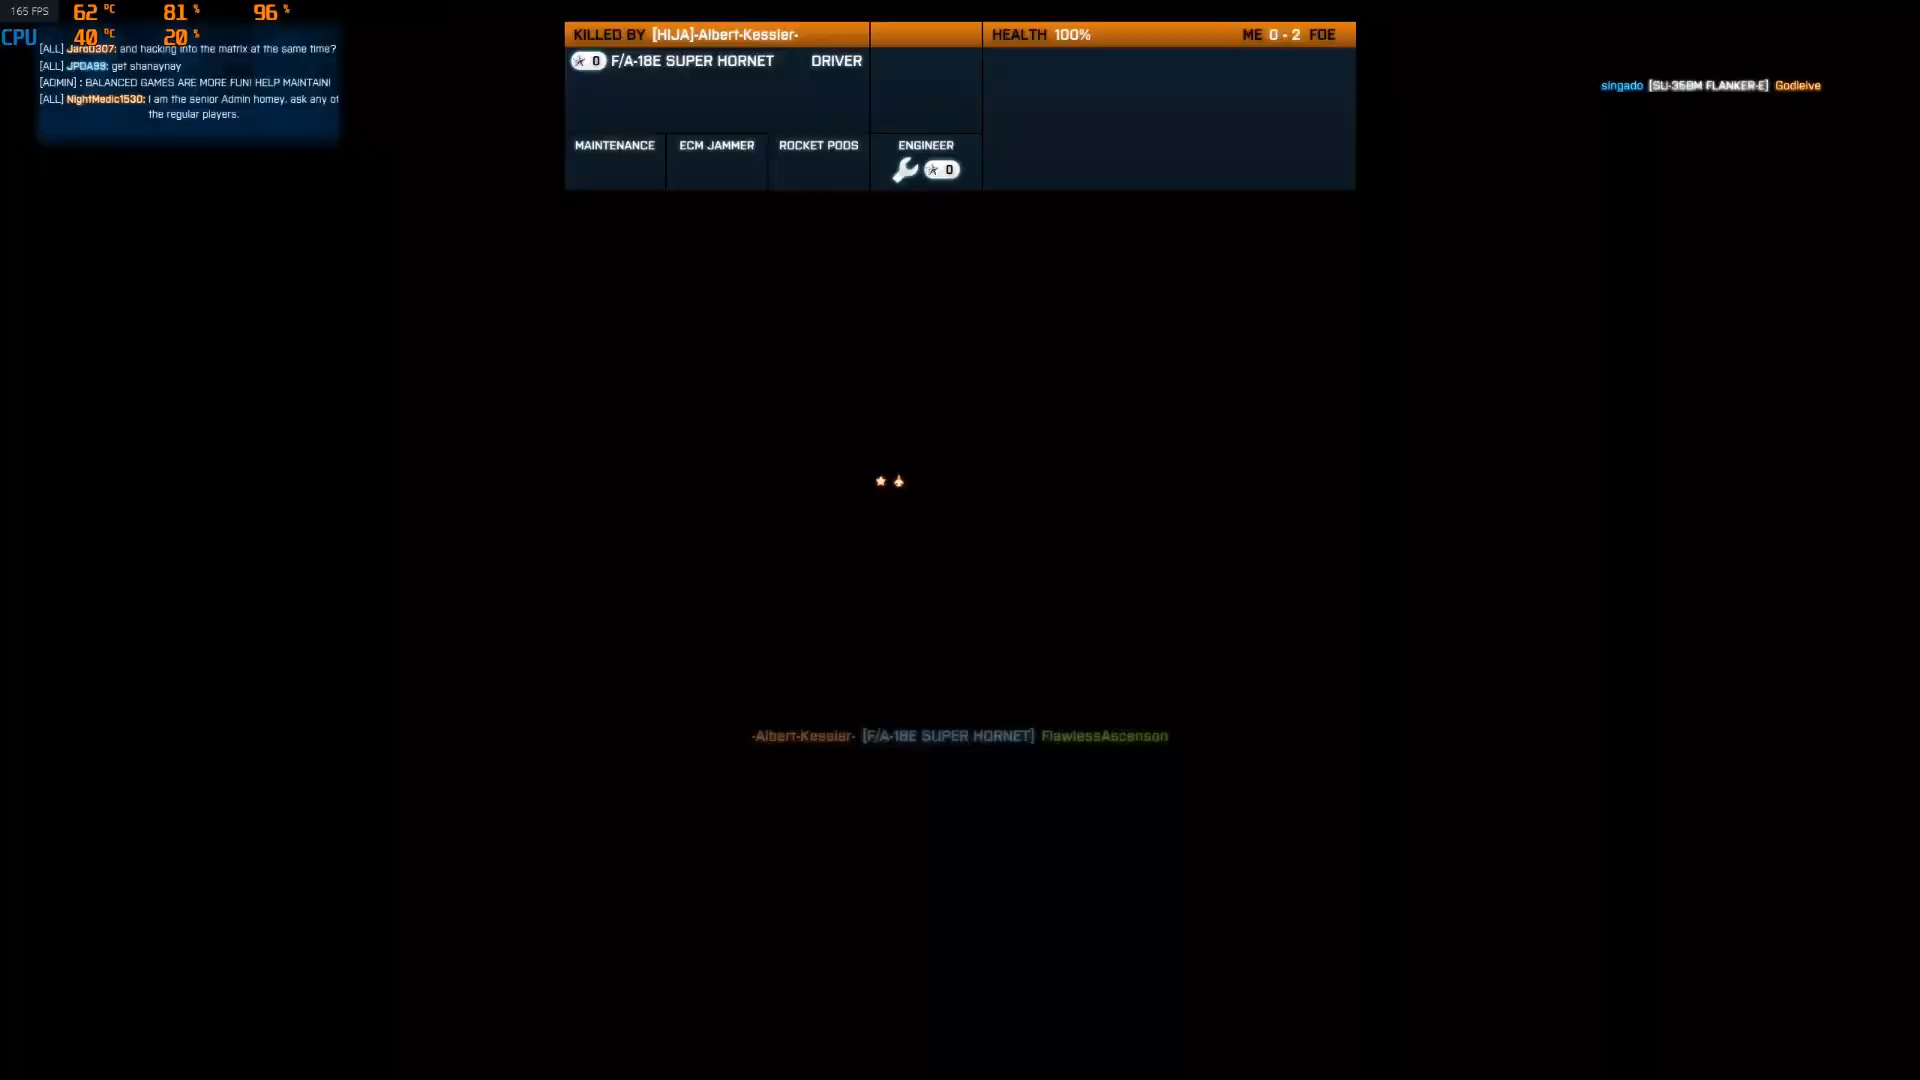 165 FPS
62 °C 81 % 96 %
CPU 40 °C 20 %
[ALL] Jaro0307: and hacking into the matrix at the same time?
[ALL] JPDA99: get shanaynay
[ADMIN] : BALANCED GAMES ARE MORE FUN! HELP MAINTAIN!
[ALL] NightMedic1530: I am the senior Admin homey. ask any of
the regular players.
KILLED BY [HIJA]-Albert-Kessler-
HEALTH 100%
ME 0 - 2 FOE
0 F/A-18E SUPER HORNET DRIVER
MAINTENANCE
ECM JAMMER
ROCKET PODS
ENGINEER
0
singado [SU-35BM FLANKER-E] Godleive
-Albert-Kessler- [F/A-18E SUPER HORNET] FlawlessAscenson